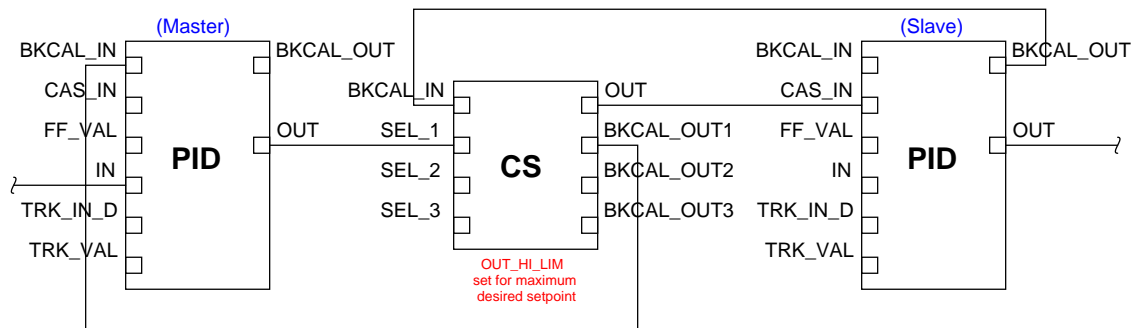 (Master)
BKCAL_IN
BKCAL_OUT
CAS_IN
FF_VAL
OUT
PID
IN
TRK_IN_D
TRK_VAL
BKCAL_IN
OUT
SEL_1
BKCAL_OUT1
CS
SEL_2
BKCAL_OUT2
SEL_3
BKCAL_OUT3
OUT_HI_LIM
set for maximum
desired setpoint
(Slave)
BKCAL_IN
BKCAL_OUT
CAS_IN
FF_VAL
OUT
PID
IN
TRK_IN_D
TRK_VAL